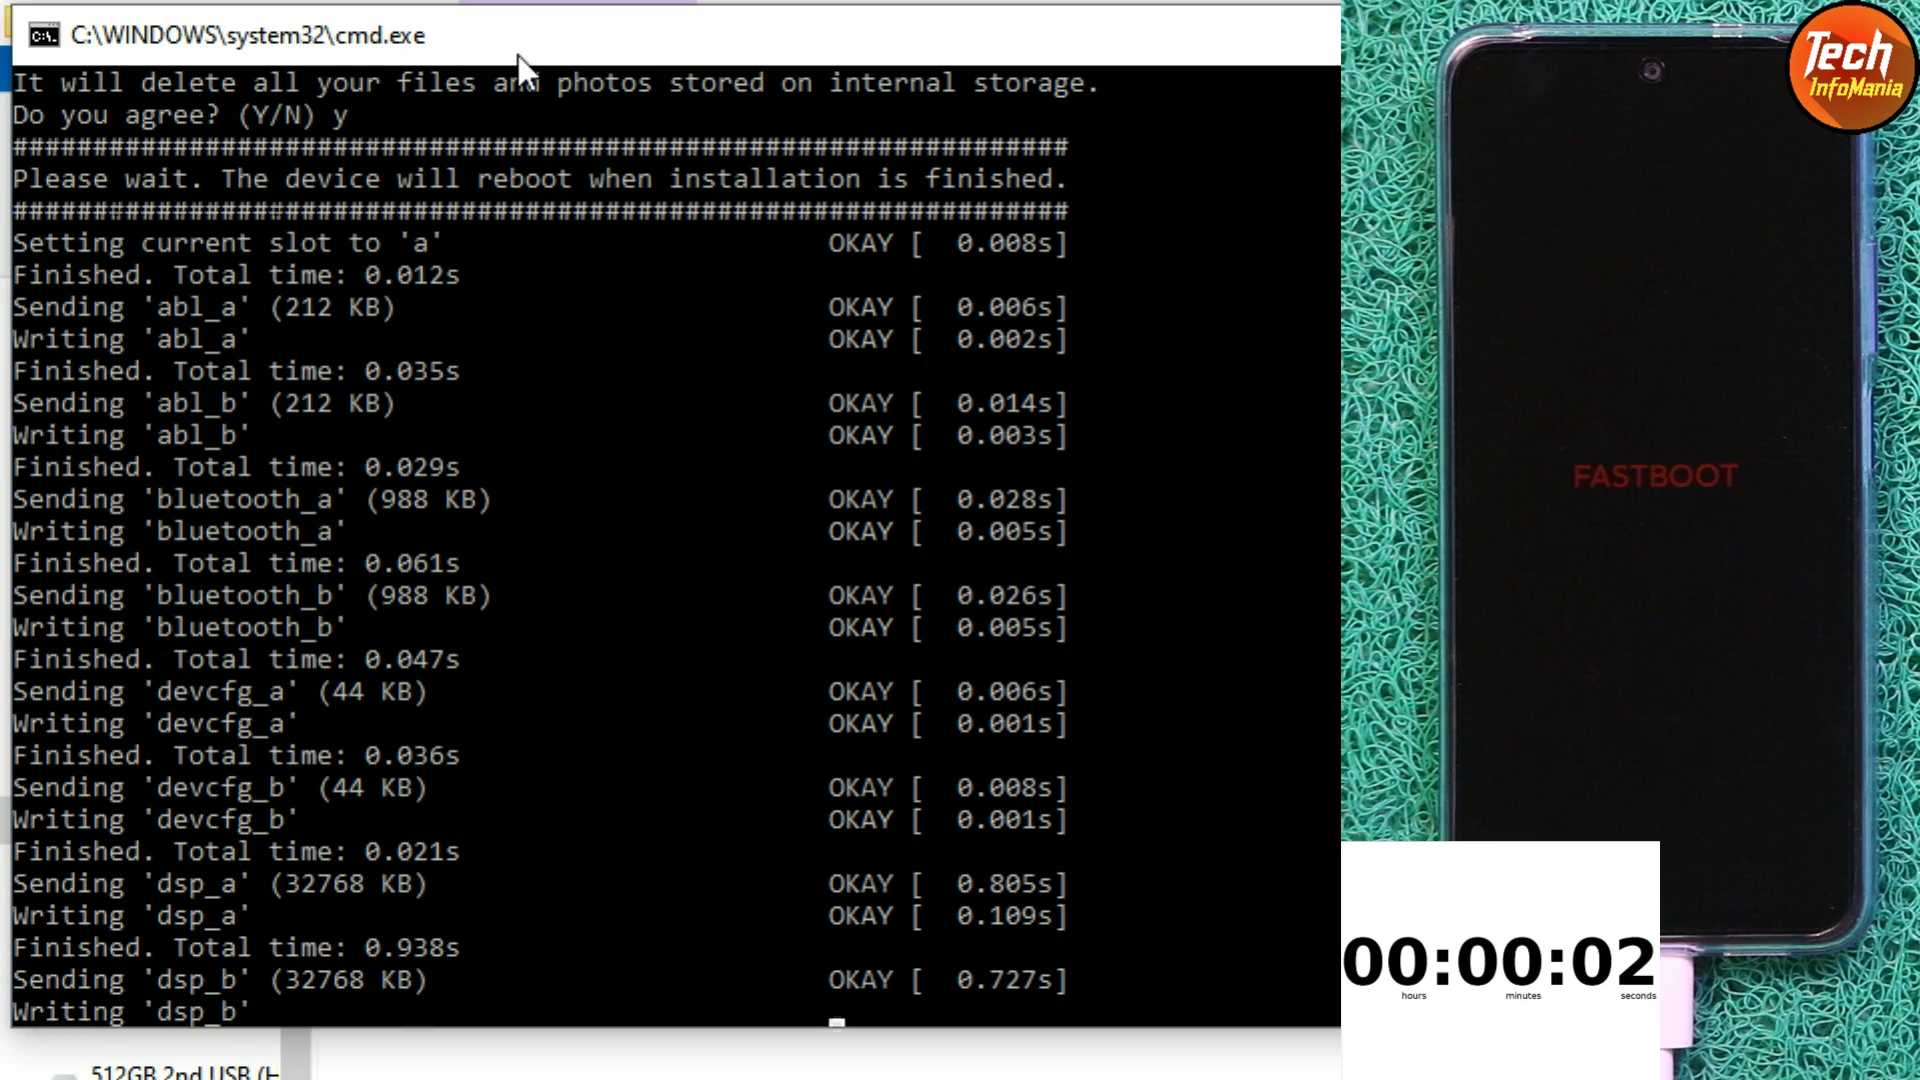 C:\WINDOWS\system32\cmd.exe
It will delete all your files and photos stored on internal storage.
Do you agree? (Y/N) y
##################################################################
Please wait. The device will reboot when installation is finished.
##################################################################
Setting current slot to 'a' OKAY [ 0.008s]
Finished. Total time: 0.012s
Sending 'abl_a' (212 KB) OKAY [ 0.006s]
Writing 'abl_a' OKAY [ 0.002s]
Finished. Total time: 0.035s
Sending 'abl_b' (212 KB) OKAY [ 0.014s]
Writing 'abl_b' OKAY [ 0.003s]
Finished. Total time: 0.029s
Sending 'bluetooth_a' (988 KB) OKAY [ 0.028s]
Writing 'bluetooth_a' OKAY [ 0.005s]
Finished. Total time: 0.061s
Sending 'bluetooth_b' (988 KB) OKAY [ 0.026s]
Writing 'bluetooth_b' OKAY [ 0.005s]
Finished. Total time: 0.047s
Sending 'devcfg_a' (44 KB) OKAY [ 0.006s]
Writing 'devcfg_a' OKAY [ 0.001s]
Finished. Total time: 0.036s
Sending 'devcfg_b' (44 KB) OKAY [ 0.008s]
Writing 'devcfg_b' OKAY [ 0.001s]
Finished. Total time: 0.021s
Sending 'dsp_a' (32768 KB) OKAY [ 0.805s]
Writing 'dsp_a' OKAY [ 0.109s]
Finished. Total time: 0.938s
Sending 'dsp_b' (32768 KB) OKAY [ 0.727s]
Writing 'dsp_b'
512GB 2nd USB (H
Tech
InfoMania
FASTBOOT
00:00:02
hours minutes seconds